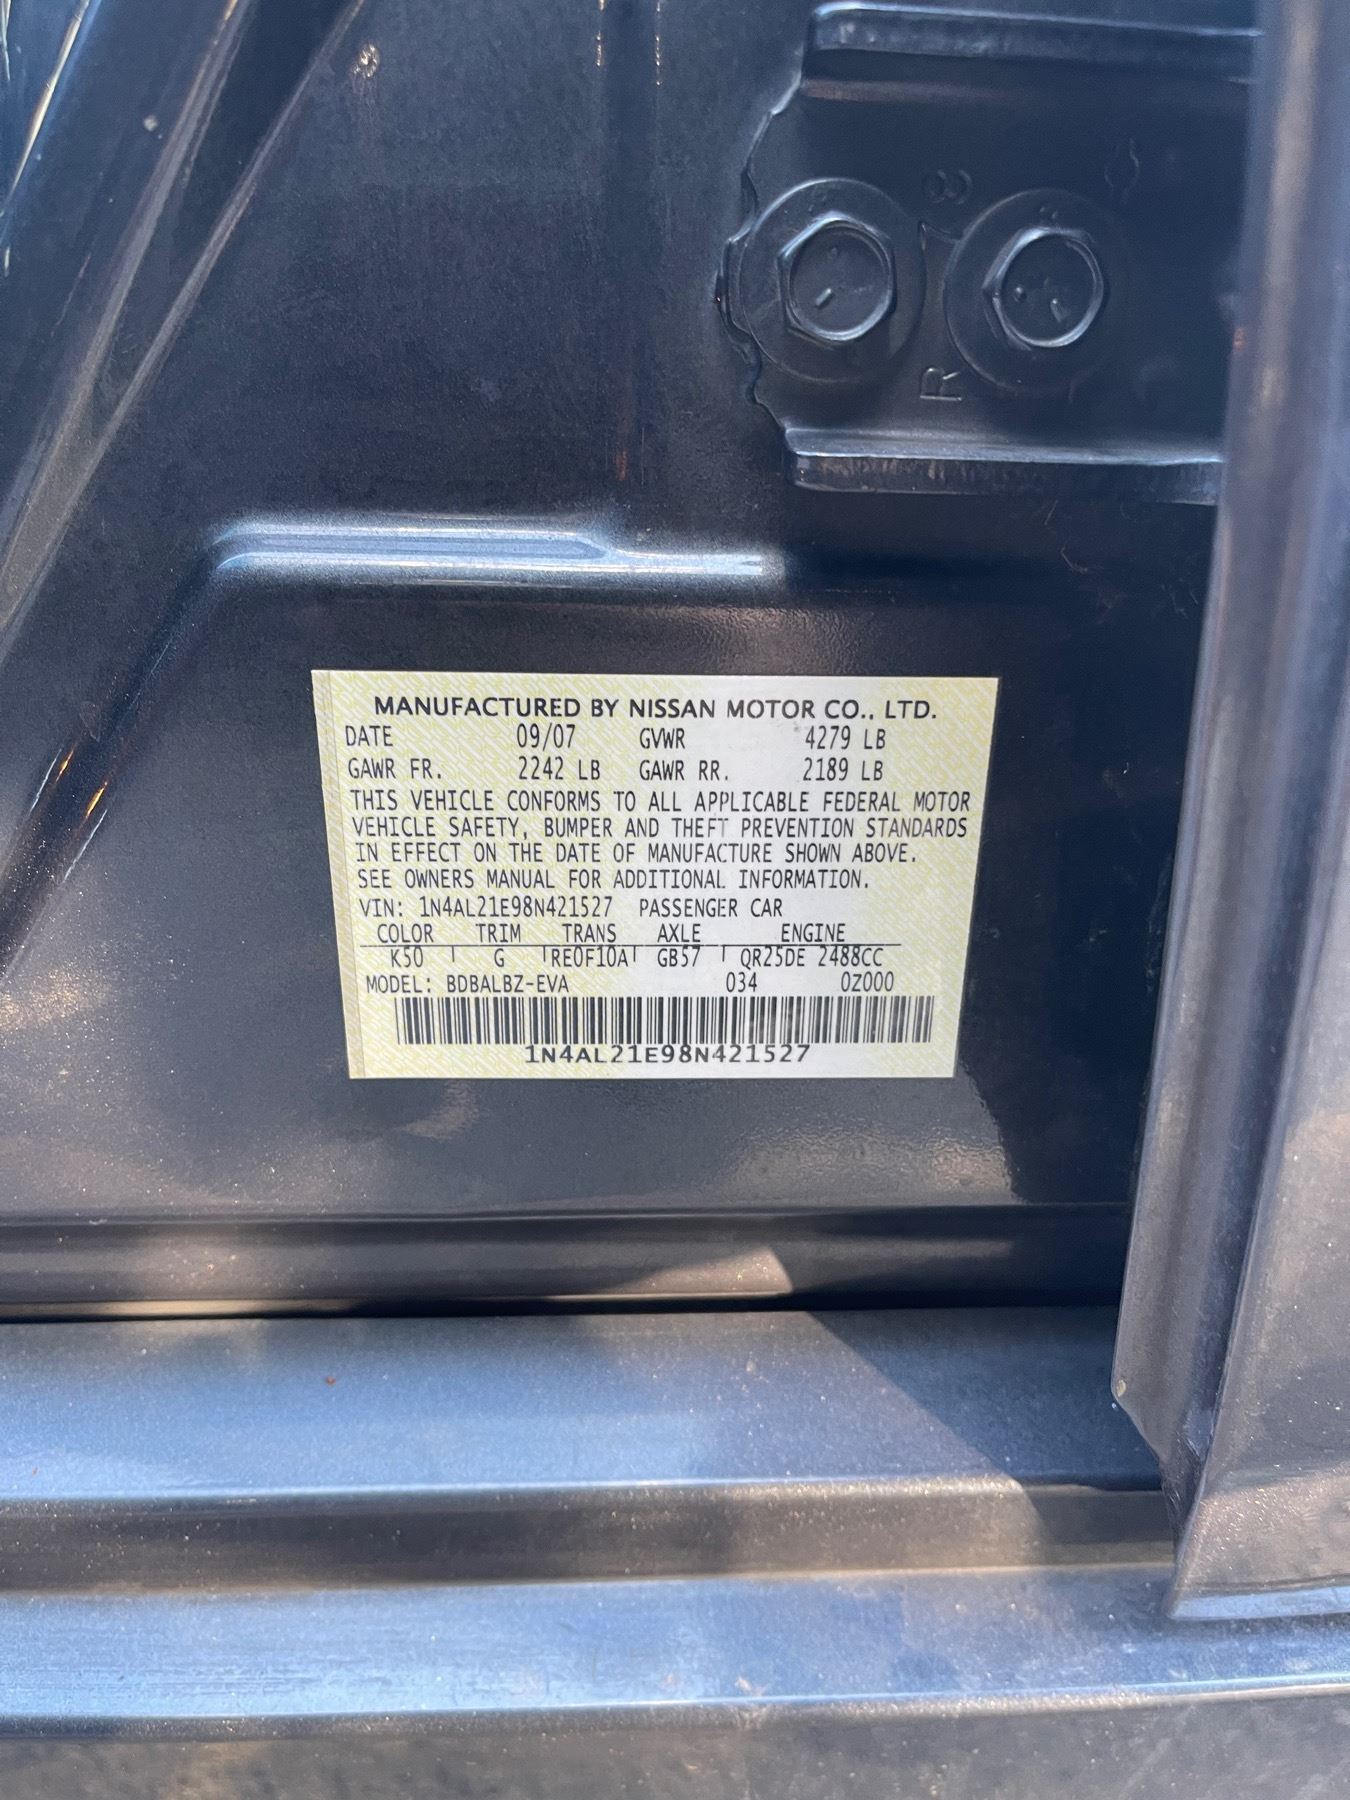 R
MANUFACTURED BY NISSAN MOTOR CO., LTD.
DATE 09/07 GVWR 4279 LB
GAWR FR. 2242 LB GAWR RR. 2189 LB
THIS VEHICLE CONFORMS TO ALL APPLICABLE FEDERAL MOTOR
VEHICLE SAFETY, BUMPER AND THEFT PREVENTION STANDARDS
IN EFFECT ON THE DATE OF MANUFACTURE SHOWN ABOVE.
SEE OWNERS MANUAL FOR ADDITIONAL INFORMATION.
VIN: 1N4AL21E98N421527 PASSENGER CAR
COLOR TRIM TRANS AXLE ENGINE
K50 G RE0F10A GB57 QR25DE 2488CC
MODEL: BDBALBZ-EVA 034 0Z000
1N4AL21E98N421527